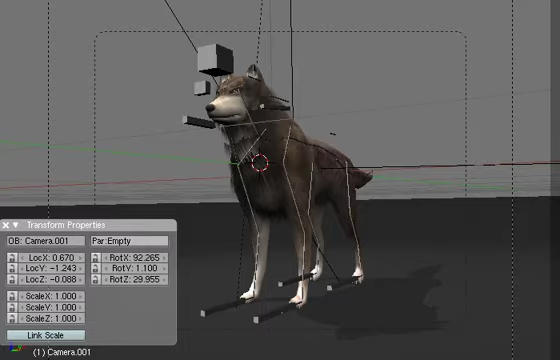 Transform Properties
OB: Camera.001 Par:Empty
LocX: 0.670 RotX: 92.265
LocY: -1.243 RotY: 1.100
LocZ: -0.088 RotZ: 29.955
ScaleX: 1.000
ScaleY: 1.000
ScaleZ: 1.000
Link Scale
(1) Camera.001